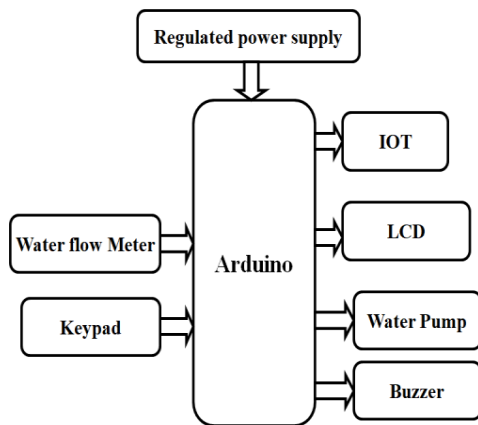 Regulated power supply
IOT
Water flow Meter
LCD
Arduino
Keypad
Water Pump
Buzzer